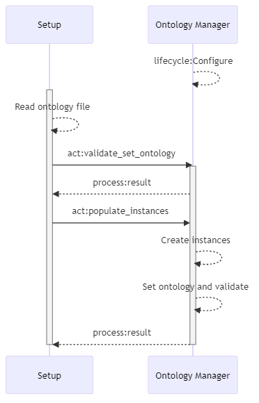 Setup
Ontology Manager
lifecycle:Configure
Read ontology file
act:validate_set_ontology
process:result
act:populate_instances
Create instances
Set ontology and validate
process:result
Setup
Ontology Manager